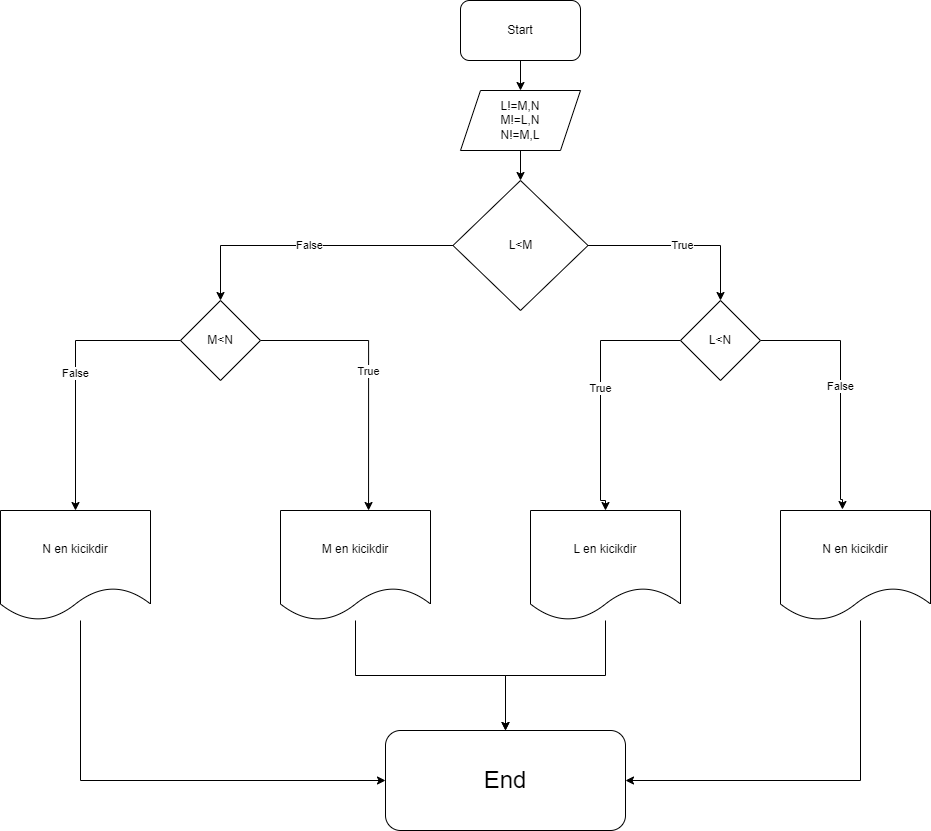 Start
L!=M,N
M!=L,N
N!=M,L
L<M
False
True
M<N
L<N
False
True
True
False
N en kicikdir
M en kicikdir
L en kicikdir
N en kicikdir
End